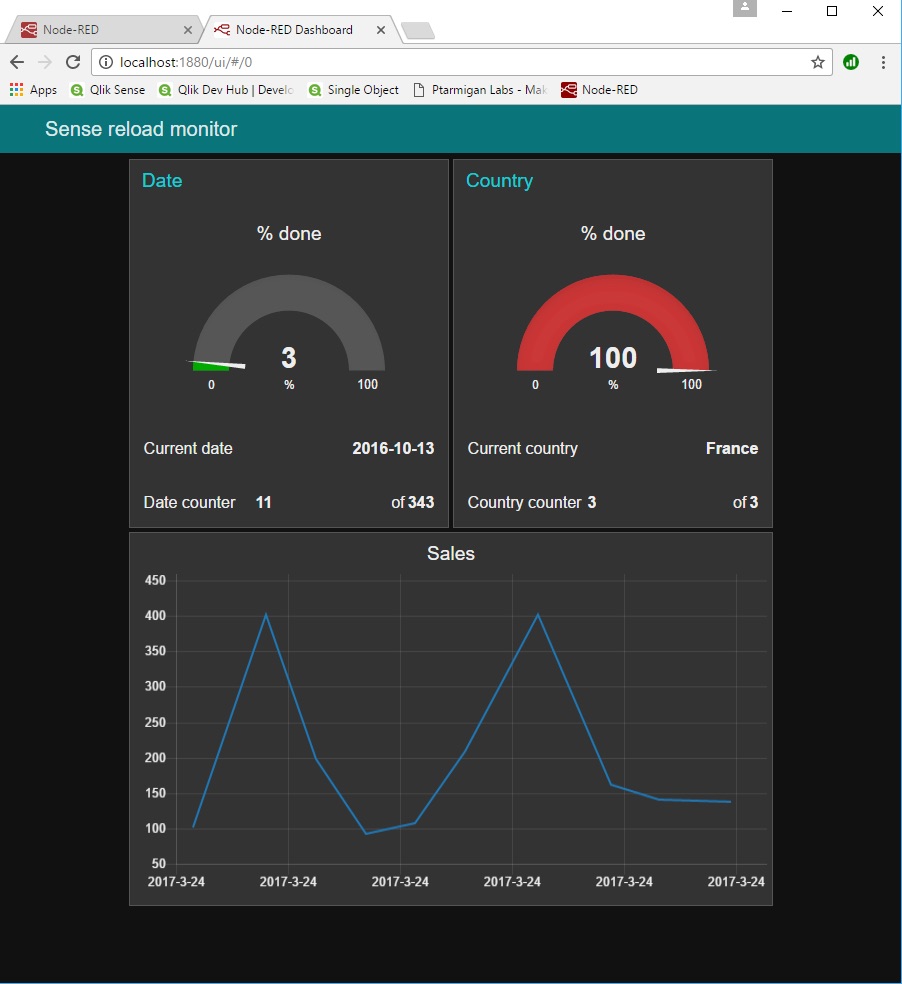 Node-RED
Node-RED Dashboard
localhost:1880/ui/#/0
Apps
Qlik Sense
Qlik Dev Hub | Develo
Single Object
Ptarmigan Labs - Mak
Node-RED
Sense reload monitor
Date
% done
3
0
%
100
Current date
2016-10-13
Date counter
11
of 343
Country
% done
100
0
%
100
Current country
France
Country counter 3
of 3
Sales
450
400
350
300
250
200
150
100
50
2017-3-24
2017-3-24
2017-3-24
2017-3-24
2017-3-24
2017-3-24